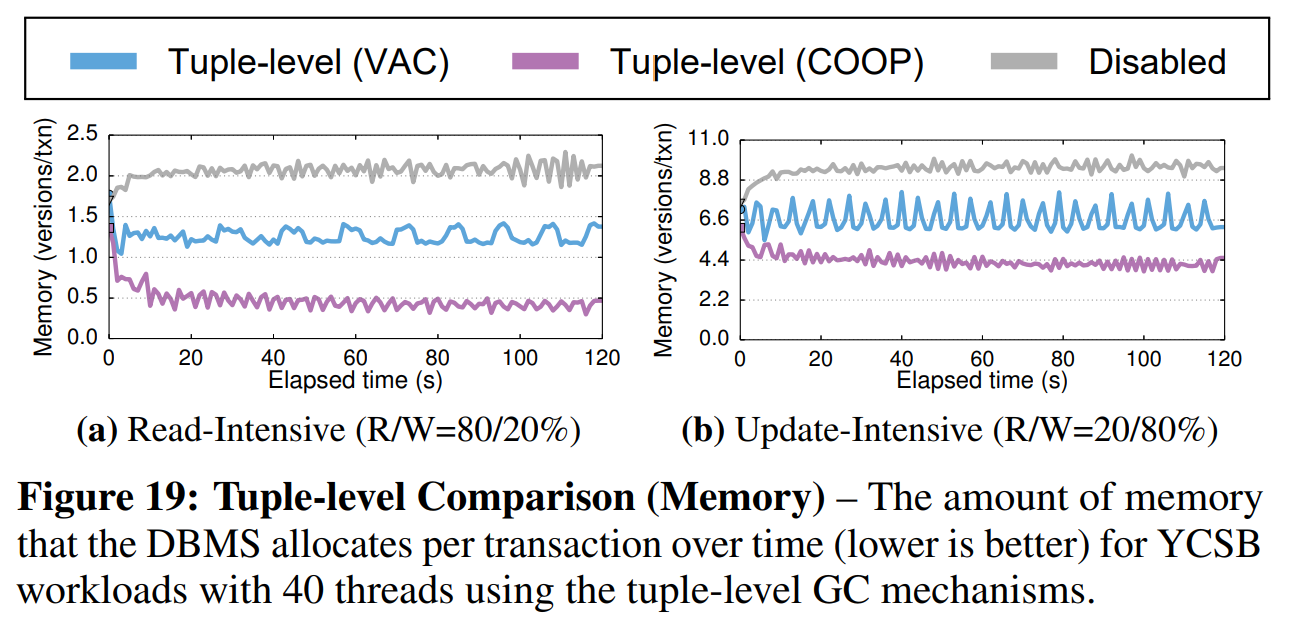 Tuple-level (VAC) Tuple-level (COOP) Disabled
Memory (versions/txn)
2.5
2.0
1.5
1.0
0.5
0.0
0 20 40 60 80 100 120
Elapsed time (s)
(a) Read-Intensive (R/W=80/20%)
Memory (versions/txn)
11.0
8.8
6.6
4.4
2.2
0.0
0 20 40 60 80 100 120
Elapsed time (s)
(b) Update-Intensive (R/W=20/80%)
Figure 19: Tuple-level Comparison (Memory) – The amount of memory
that the DBMS allocates per transaction over time (lower is better) for YCSB
workloads with 40 threads using the tuple-level GC mechanisms.